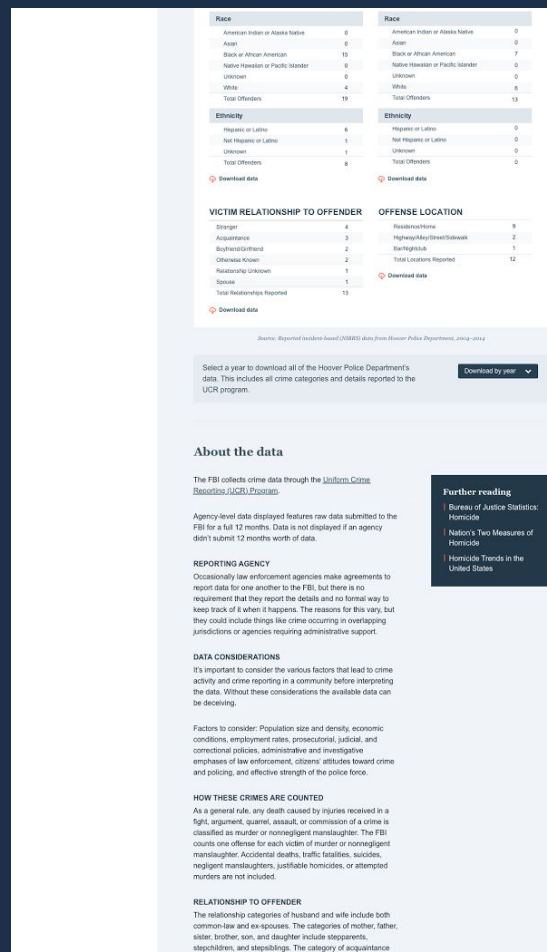 Race
American Indian or Alaska Native 0
Asian 0
Black or African American 15
Native Hawaiian or Pacific Islander 0
Unknown 0
White 4
Total Offenders 19
Ethnicity
Hispanic or Latino 6
Not Hispanic or Latino 1
Unknown 1
Total Offenders 8
Download data
Race
American Indian or Alaska Native 0
Asian 0
Black or African American 7
Native Hawaiian or Pacific Islander 0
Unknown 0
White 6
Total Offenders 13
Ethnicity
Hispanic or Latino 0
Not Hispanic or Latino 0
Unknown 0
Total Offenders 0
Download data
VICTIM RELATIONSHIP TO OFFENDER
Stranger 4
Acquaintance 3
Boyfriend/Girlfriend 2
Otherwise Known 2
Relationship Unknown 1
Spouse 1
Total Relationships Reported 13
Download data
OFFENSE LOCATION
Residence/Home 9
Highway/Alley/Street/Sidewalk 2
Bar/Nightclub 1
Total Locations Reported 12
Download data
Source: Reported incident-based (NIBRS) data from Hoover Police Department, 2004–2014
Select a year to download all of the Hoover Police Department's
data. This includes all crime categories and details reported to the
UCR program.
Download by year
About the data
The FBI collects crime data through the Uniform Crime
Reporting (UCR) Program.
Agency-level data displayed features raw data submitted to the
FBI for a full 12 months. Data is not displayed if an agency
didn't submit 12 months worth of data.
REPORTING AGENCY
Occasionally law enforcement agencies make agreements to
report data for one another to the FBI, but there is no
requirement that they report the details and no formal way to
keep track of it when it happens. The reasons for this vary, but
they could include things like crime occurring in overlapping
jurisdictions or agencies requiring administrative support.
DATA CONSIDERATIONS
It's important to consider the various factors that lead to crime
activity and crime reporting in a community before interpreting
the data. Without these considerations the available data can
be deceiving.
Factors to consider: Population size and density, economic
conditions, employment rates, prosecutorial, judicial, and
correctional policies, administrative and investigative
emphases of law enforcement, citizens' attitudes toward crime
and policing, and effective strength of the police force.
HOW THESE CRIMES ARE COUNTED
As a general rule, any death caused by injuries received in a
fight, argument, quarrel, assault, or commission of a crime is
classified as murder or nonnegligent manslaughter. The FBI
counts one offense for each victim of murder or nonnegligent
manslaughter. Accidental deaths, traffic fatalities, suicides,
negligent manslaughters, justifiable homicides, or attempted
murders are not included.
RELATIONSHIP TO OFFENDER
The relationship categories of husband and wife include both
common-law and ex-spouses. The categories of mother, father,
sister, brother, son, and daughter include stepparents,
stepchildren, and stepsiblings. The category of acquaintance
Further reading
Bureau of Justice Statistics:
Homicide
Nation's Two Measures of
Homicide
Homicide Trends in the
United States